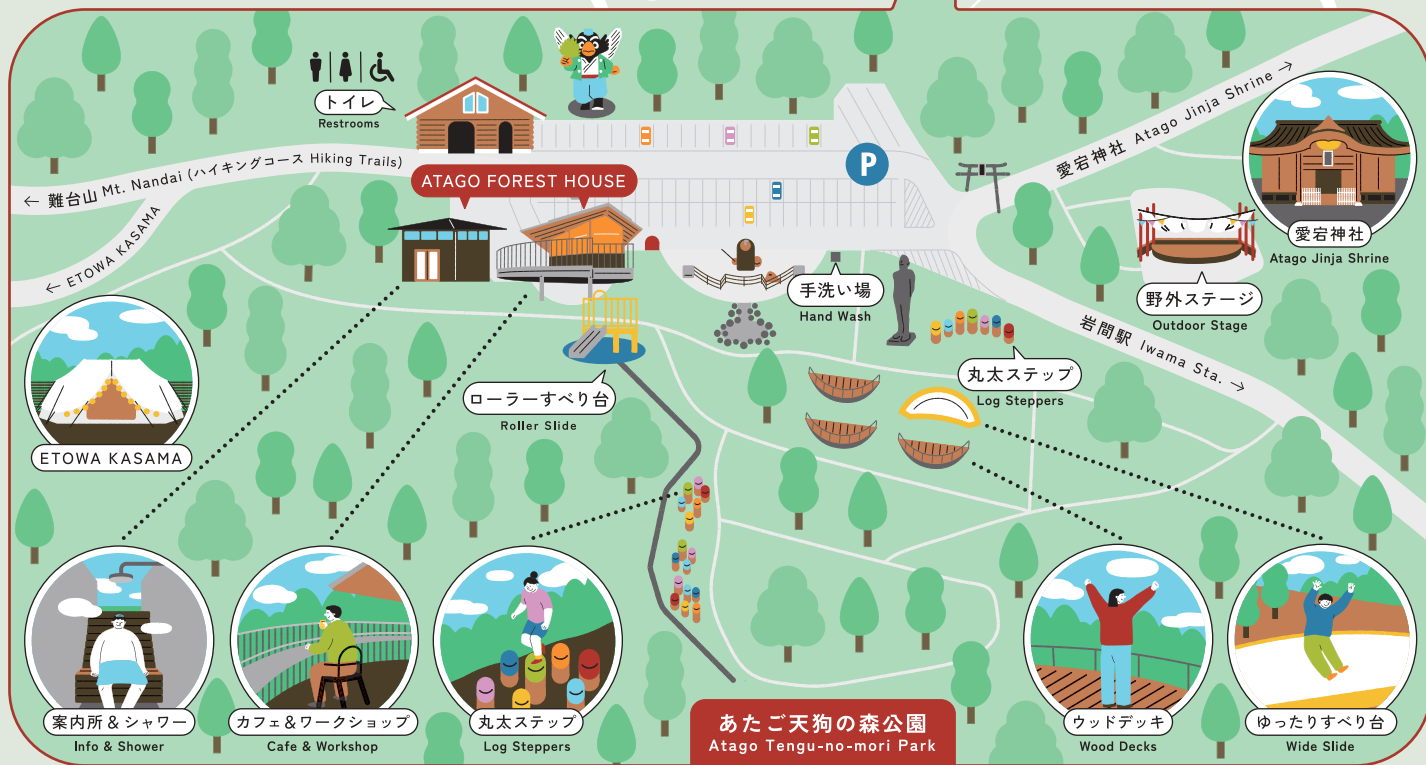 トイレ
Restrooms
← 難台山 Mt. Nandai (ハイキングコース Hiking Trails)
← ETOWA KASAMA
ATAGO FOREST HOUSE
P
愛宕神社 Atago Jinja Shrine →
愛宕神社
Atago Jinja Shrine
野外ステージ
Outdoor Stage
手洗い場
Hand Wash
岩間駅 Iwama Sta. →
丸太ステップ
Log Steppers
ローラーすべり台
Roller Slide
ETOWA KASAMA
案内所&シャワー
Info & Shower
カフェ&ワークショップ
Cafe & Workshop
丸太ステップ
Log Steppers
あたご天狗の森公園
Atago Tengu-no-mori Park
ウッドデッキ
Wood Decks
ゆったりすべり台
Wide Slide